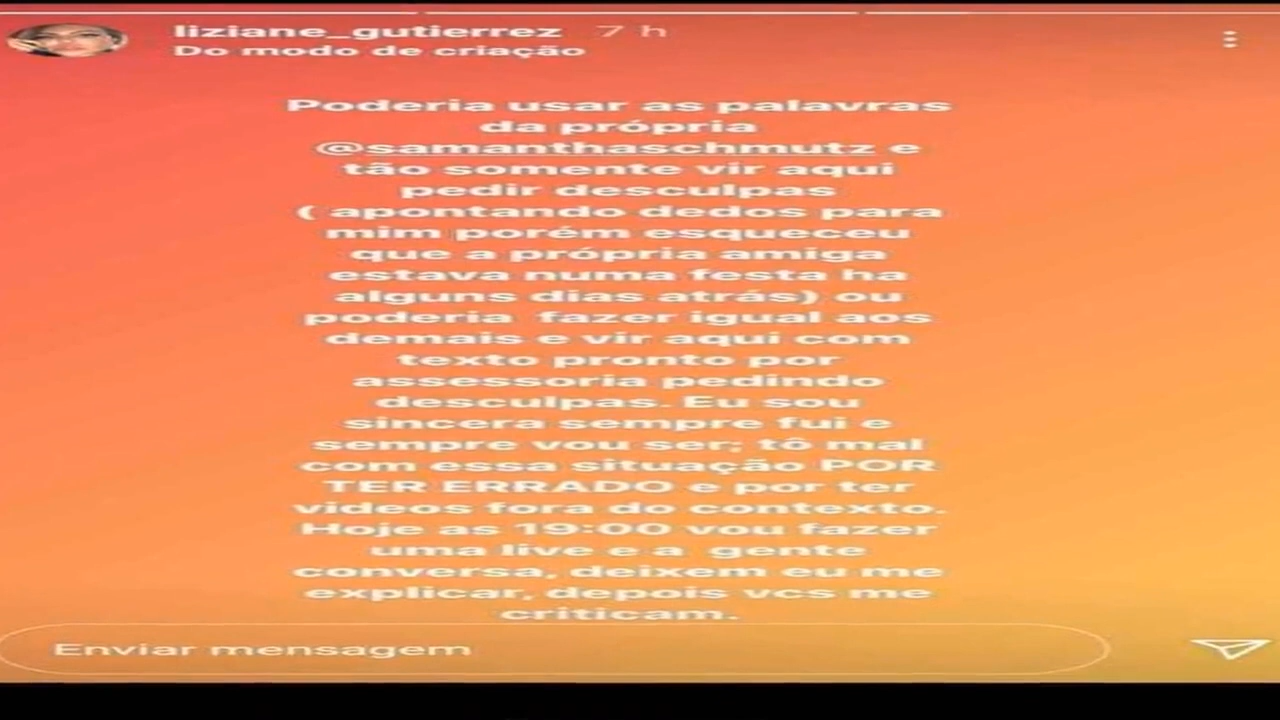 liziane_gutierrez 7 h
Do modo de criação
Poderia usar as palavras
da própria
@samanthaschmutz e
tão somente vir aqui
pedir desculpas
( apontando dedos para
mim porém esqueceu
que a própria amiga
estava numa festa ha
alguns dias atrás) ou
poderia fazer igual aos
demais e vir aqui com
texto pronto por
assessoria pedindo
desculpas. Eu sou
sincera sempre fui e
sempre vou ser; tô mal
com essa situação POR
TER ERRADO e por ter
videos fora do contexto.
Hoje as 19:00 vou fazer
uma live e a gente
conversa, deixem eu me
explicar, depois vcs me
criticam.
Enviar mensagem